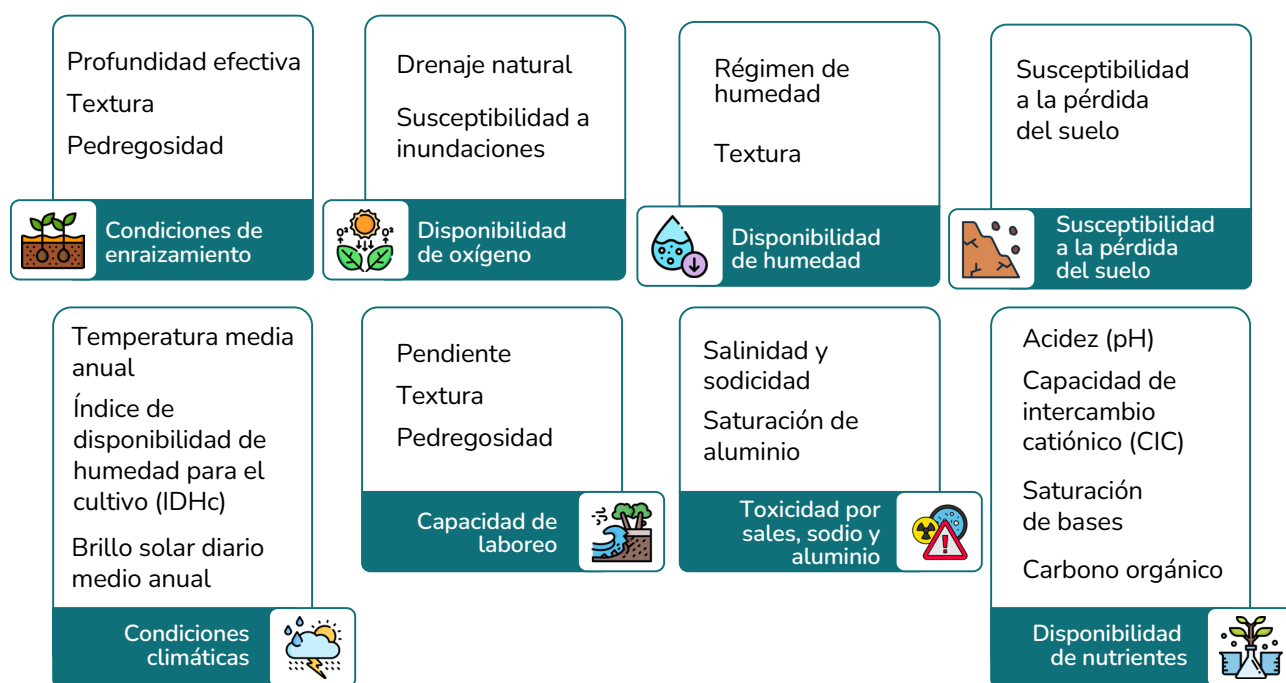 Profundidad efectiva
Textura
Pedregosidad
Condiciones de
enraizamiento
Drenaje natural
Susceptibilidad a
inundaciones
Disponibilidad
de oxígeno
Régimen de
humedad
Textura
Disponibilidad
de humedad
Susceptibilidad
a la pérdida
del suelo
Susceptibilidad
a la pérdida
del suelo
Temperatura media
anual
Índice de
disponibilidad de
humedad para el
cultivo (IDHc)
Brillo solar diario
medio anual
Condiciones
climáticas
Pendiente
Textura
Pedregosidad
Capacidad de
laboreo
Salinidad y
sodicidad
Saturación de
aluminio
Toxicidad por
sales, sodio y
aluminio
Acidez (pH)
Capacidad de
intercambio
catiónico (CIC)
Saturación
de bases
Carbono orgánico
Disponibilidad
de nutrientes